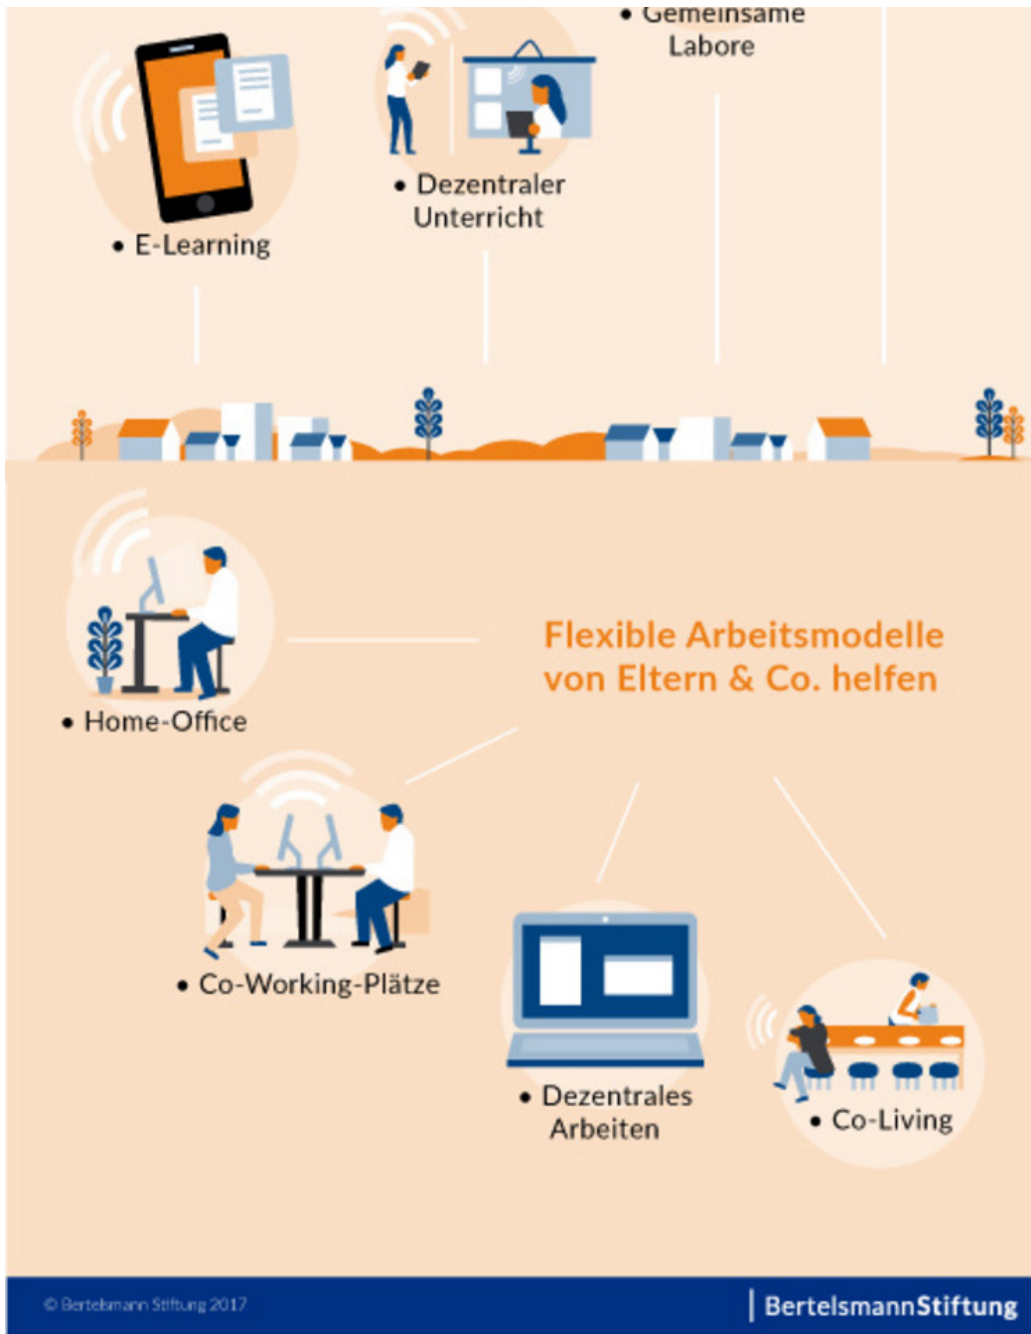 • Gemeinsame
Labore
• Dezentraler
Unterricht
• E-Learning
Flexible Arbeitsmodelle
von Eltern & Co. helfen
• Home-Office
• Co-Working-Plätze
• Dezentrales
Arbeiten
• Co-Living
© Bertelsmann Stiftung 2017
BertelsmannStiftung